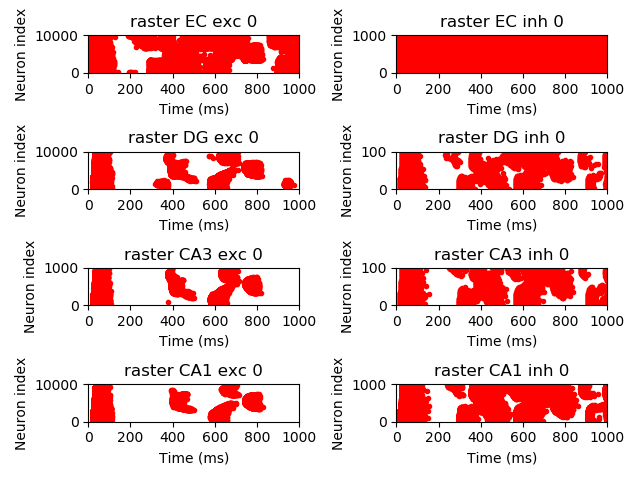 raster EC exc 0
raster EC inh 0
Neuron index
10000
0
0 200 400 600 800 1000
Time (ms)
Neuron index
1000
0
0 200 400 600 800 1000
Time (ms)
raster DG exc 0
raster DG inh 0
Neuron index
10000
0
0 200 400 600 800 1000
Time (ms)
Neuron index
100
0
0 200 400 600 800 1000
Time (ms)
raster CA3 exc 0
raster CA3 inh 0
Neuron index
1000
0
0 200 400 600 800 1000
Time (ms)
Neuron index
100
0
0 200 400 600 800 1000
Time (ms)
raster CA1 exc 0
raster CA1 inh 0
Neuron index
10000
0
0 200 400 600 800 1000
Time (ms)
Neuron index
1000
0
0 200 400 600 800 1000
Time (ms)